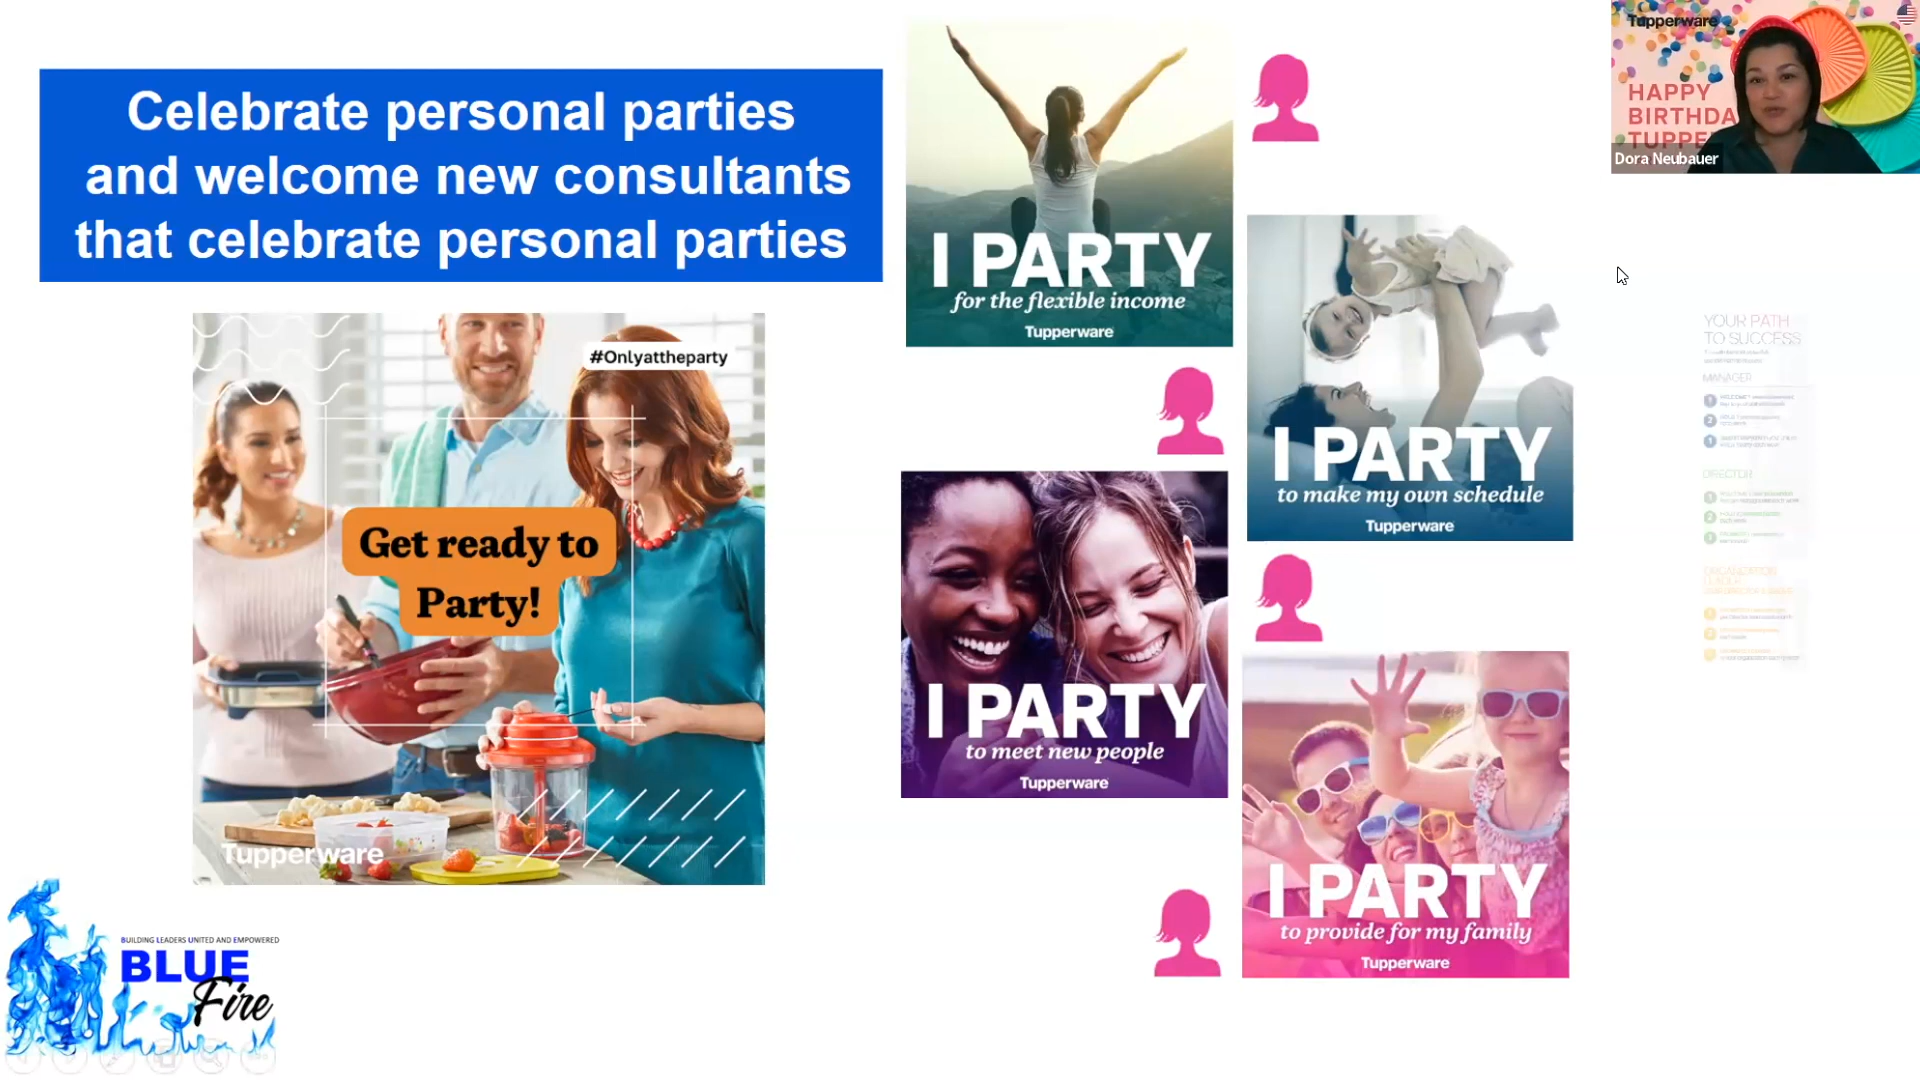 Celebrate personal parties
and welcome new consultants
that celebrate personal parties
#Onlyattheparty
Get ready to
Party!
Tupperware
BUILDING LEADERS UNITED AND EMPOWERED
BLUE
Fire
I PARTY
for the flexible income
Tupperware
I PARTY
to make my own schedule
Tupperware
I PARTY
to meet new people
Tupperware
I PARTY
to provide for my family
Tupperware
Tupperware
HAPPY
BIRTHDA
TUPPE
Dora Neubauer
YOUR PATH
TO SUCCESS
MANAGER
DIRECTOR